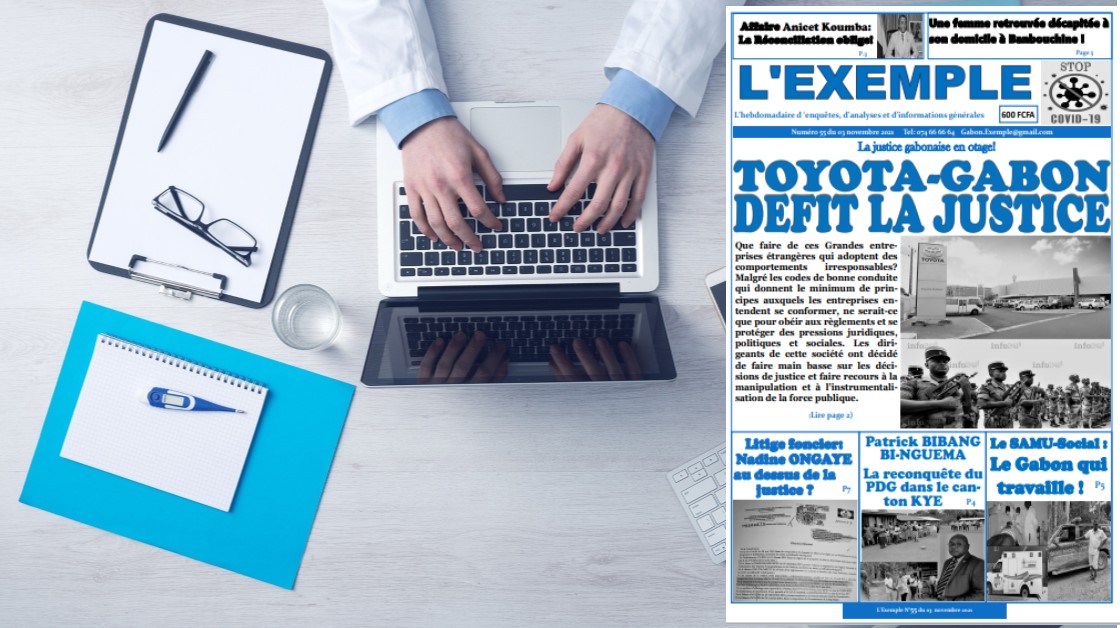 Affaire Anicet Koumba:
La Réconciliation oblige!
P.4
Une femme retrouvée décapitée à
son domicile à Banbouchine !
Page 3
L'EXEMPLE
STOP
COVID-19
L'hebdomadaire d 'enquêtes, d'analyses et d'informations générales
600 FCFA
Numéro 55 du 03 novembre 2021 Tel: 074 66 66 64 Gabon.Exemple@gmail.com
La justice gabonaise en otage!
TOYOTA-GABON
DEFIT LA JUSTICE
Que faire de ces Grandes entre-
prises étrangères qui adoptent des
comportements irresponsables?
Malgré les codes de bonne conduite
qui donnent le minimum de prin-
cipes auxquels les entreprises en-
tendent se conformer, ne serait-ce
que pour obéir aux règlements et se
protéger des pressions juridiques,
politiques et sociales. Les diri-
geants de cette société ont décidé
de faire main basse sur les déci-
sions de justice et faire recours à la
manipulation et à l'instrumentali-
sation de la force publique.
(Lire page 2)
TOYOTA
Litige foncier:
Nadine ONGAYE
au dessus de la
justice ?
P7
Patrick BIBANG
BI-NGUEMA
La reconquête du
PDG dans le can-
ton KYE
P4
Le SAMU-Social :
Le Gabon qui
travaille !
P5
L'Exemple N°55 du 03 novembre 2021